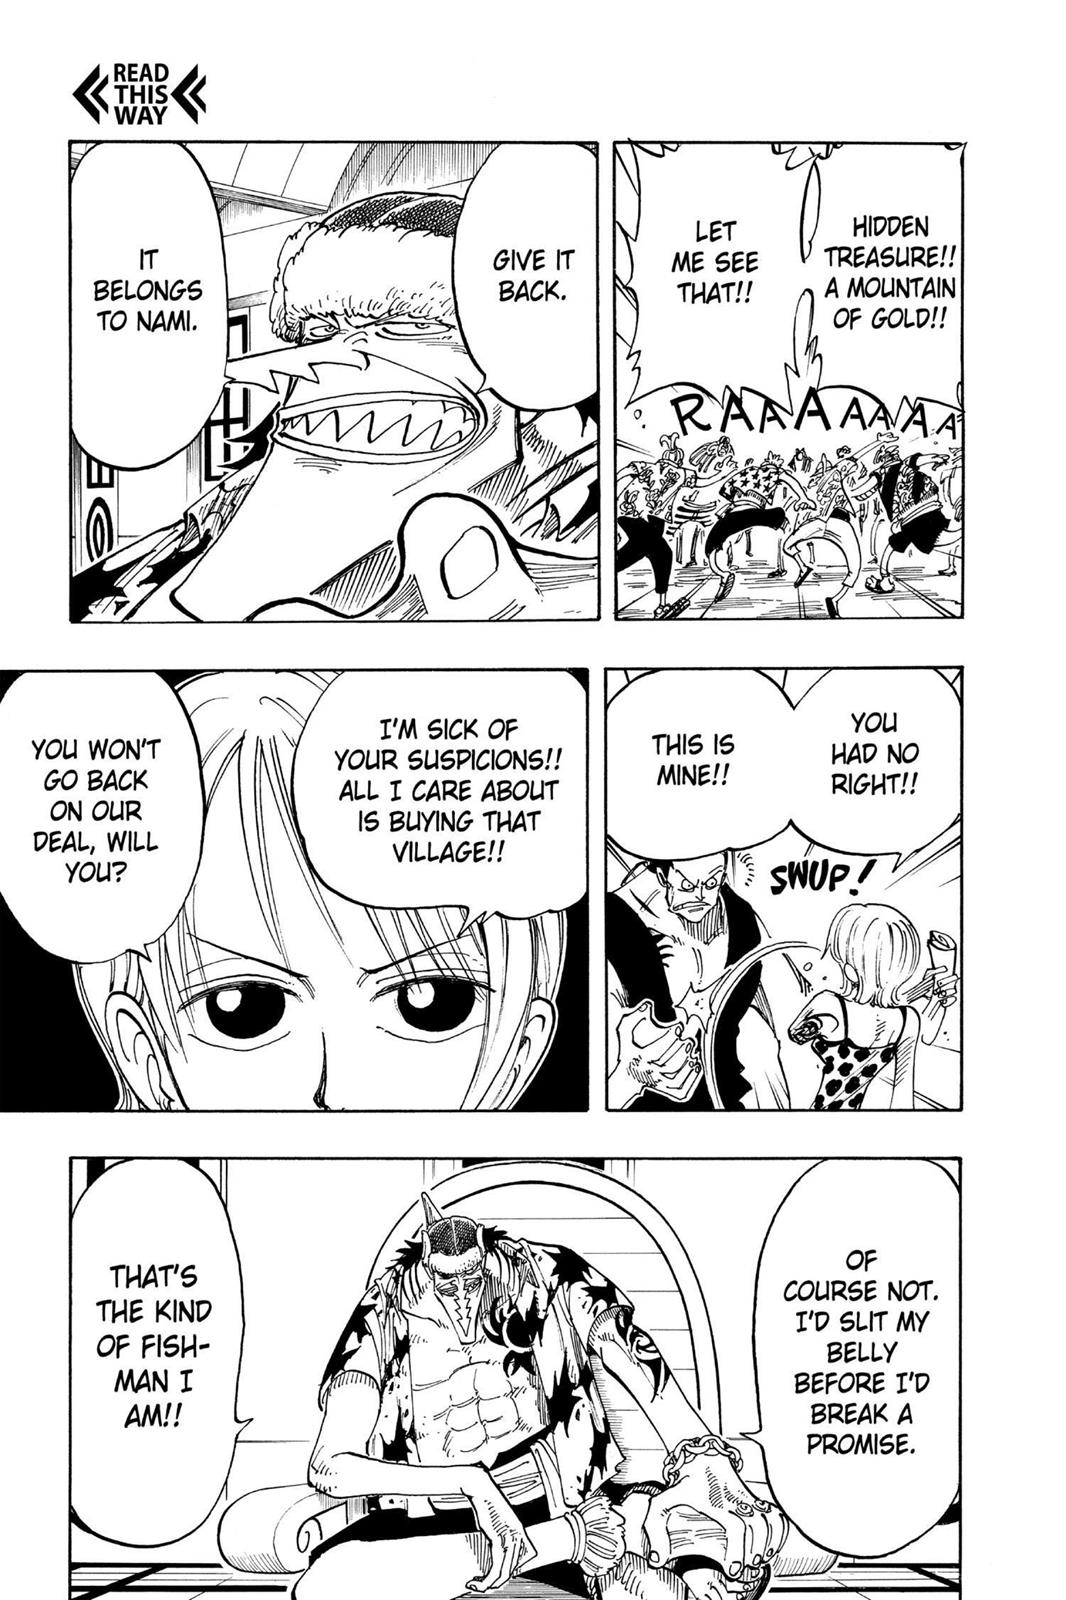 READ
THIS
WAY
HIDDEN
TREASURE!!
A MOUNTAIN
OF GOLD!!
LET
ME SEE
THAT!!
RAAAAAAA
GIVE IT
BACK.
IT
BELONGS
TO NAMI.
YOU
HAD NO
RIGHT!!
THIS IS
MINE!!
SWUP!
I'M SICK OF
YOUR SUSPICIONS!!
ALL I CARE ABOUT
IS BUYING THAT
VILLAGE!!
YOU WON'T
GO BACK
ON OUR
DEAL, WILL
YOU?
OF
COURSE NOT.
I'D SLIT MY
BELLY
BEFORE I'D
BREAK A
PROMISE.
THAT'S
THE KIND
OF FISH-
MAN I
AM!!